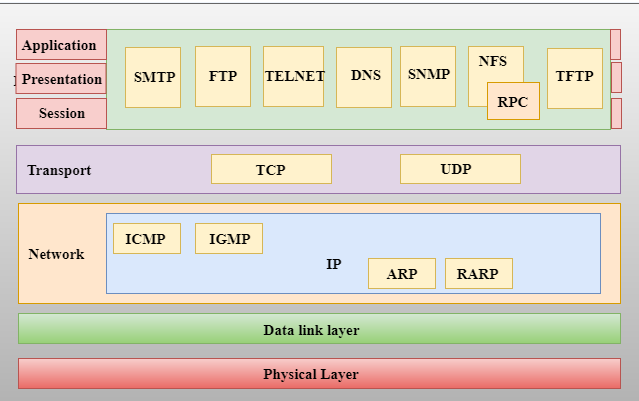 Application
Presentation
Session
SMTP
FTP
TELNET
DNS
SNMP
NFS
RPC
TFTP
Transport
TCP
UDP
Network
ICMP
IGMP
IP
ARP
RARP
Data link layer
Physical Layer